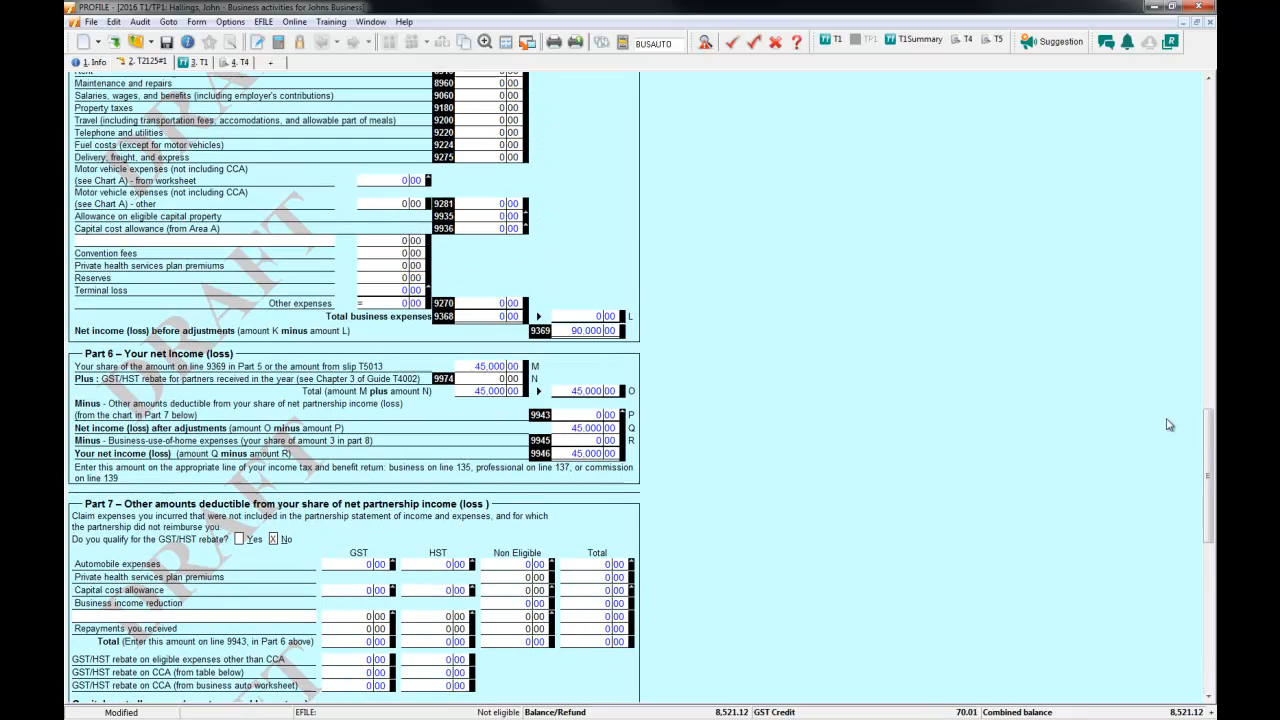 PROFILE - [2016 T1/TP1: Hallings, John - Business activities for Johns Business]
File Edit Audit Goto Form Options EFILE Online Training Window Help
BUSAUTO T1 TP1 T1Summary T4 T5 Suggestion
1. Info 2. T2125#1 3. T1 4. T4 +
Maintenance and repairs 8960 0 00
Salaries, wages, and benefits (including employer's contributions) 9060 0 00
Property taxes 9180 0 00
Travel (including transportation fees, accomodations, and allowable part of meals) 9200 0 00
Telephone and utilities 9220 0 00
Fuel costs (except for motor vehicles) 9224 0 00
Delivery, freight, and express 9275 0 00
Motor vehicle expenses (not including CCA)
(see Chart A) - from worksheet 0 00
Motor vehicle expenses (not including CCA)
(see Chart A) - other 0 00 9281 0 00
Allowance on eligible capital property 9935 0 00
Capital cost allowance (from Area A) 9936 0 00
0 00
Convention fees 0 00
Private health services plan premiums 0 00
Reserves 0 00
Terminal loss 0 00
Other expenses = 0 00 9270 0 00
Total business expenses 9368 0 00 0 00 L
Net income (loss) before adjustments (amount K minus amount L) 9369 90,000 00
Part 6 – Your net Income (loss)
Your share of the amount on line 9369 in Part 5 or the amount from slip T5013 45,000 00 M
Plus : GST/HST rebate for partners received in the year (see Chapter 3 of Guide T4002) 9974 0 00 N
Total (amount M plus amount N) 45,000 00 45,000 00 O
Minus - Other amounts deductible from your share of net partnership income (loss)
(from the chart in Part 7 below) 9943 0 00 P
Net income (loss) after adjustments (amount O minus amount P) 45,000 00 Q
Minus - Business-use-of-home expenses (your share of amount 3 in part 8) 9945 0 00 R
Your net income (loss) (amount Q minus amount R) 9946 45,000 00
Enter this amount on the appropriate line of your income tax and benefit return: business on line 135, professional on line 137, or commission
on line 139
Part 7 – Other amounts deductible from your share of net partnership income (loss )
Claim expenses you incurred that were not included in the partnership statement of income and expenses, and for which
the partnership did not reimburse you.
Do you qualify for the GST/HST rebate? Yes X No
GST HST Non Eligible Total
Automobile expenses 0 00 0 00 0 00 0 00
Private health services plan premiums 0 00 0 00
Capital cost allowance 0 00 0 00 0 00 0 00
Business income reduction 0 00 0 00
0 00 0 00 0 00 0 00
Repayments you received 0 00 0 00 0 00 0 00
Total (Enter this amount on line 9943, in Part 6 above) 0 00 0 00 0 00 0 00
GST/HST rebate on eligible expenses other than CCA 0 00 0 00
GST/HST rebate on CCA (from table below) 0 00 0 00
GST/HST rebate on CCA (from business auto worksheet) 0 00 0 00
DRAFT
DRAFT
DRAFT
Modified EFILE: Not eligible Balance/Refund 8,521.12 GST Credit 70.01 Combined balance 8,521.12